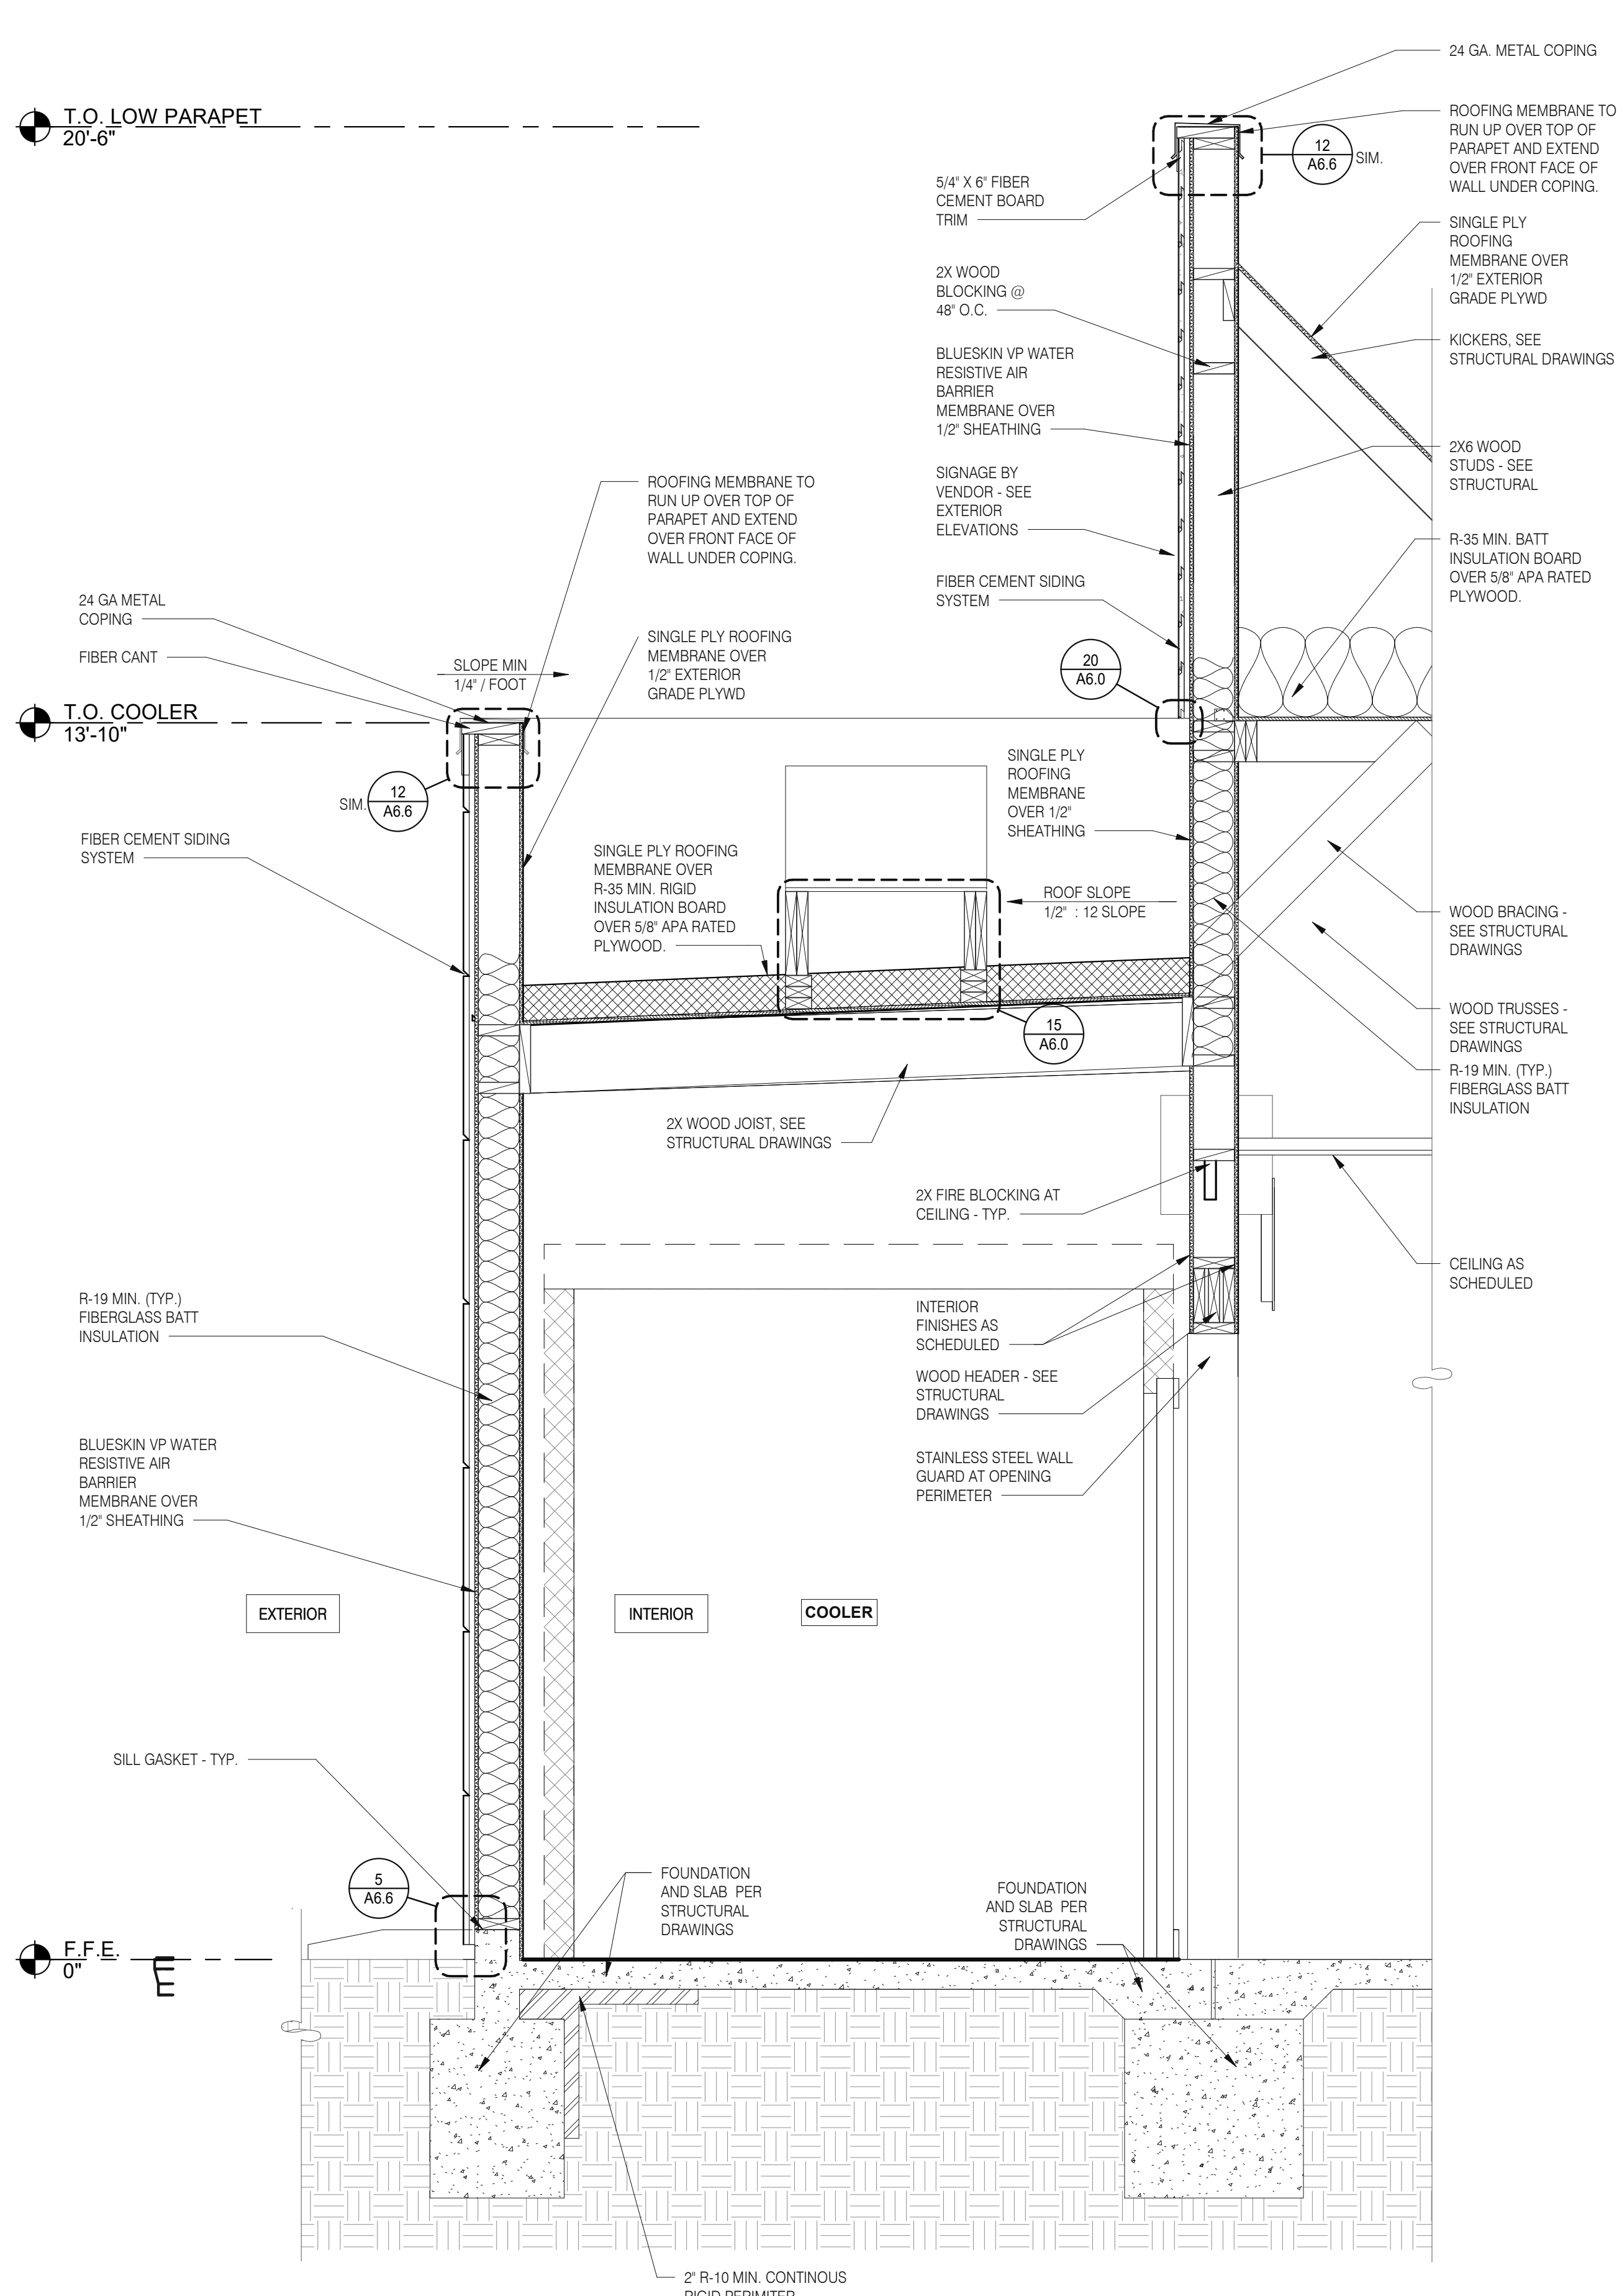 24 GA. METAL COPING
T.O. LOW PARAPET
20'-6"
ROOFING MEMBRANE TO
RUN UP OVER TOP OF
PARAPET AND EXTEND
OVER FRONT FACE OF
WALL UNDER COPING.
12
A6.6
SIM.
5/4" X 6" FIBER
CEMENT BOARD
TRIM
SINGLE PLY
ROOFING
MEMBRANE OVER
1/2" EXTERIOR
GRADE PLYWD
2X WOOD
BLOCKING @
48" O.C.
KICKERS, SEE
STRUCTURAL DRAWINGS
BLUESKIN VP WATER
RESISTIVE AIR
BARRIER
MEMBRANE OVER
1/2" SHEATHING
2X6 WOOD
STUDS - SEE
STRUCTURAL
SIGNAGE BY
VENDOR - SEE
EXTERIOR
ELEVATIONS
ROOFING MEMBRANE TO
RUN UP OVER TOP OF
PARAPET AND EXTEND
OVER FRONT FACE OF
WALL UNDER COPING.
R-35 MIN. BATT
INSULATION BOARD
OVER 5/8" APA RATED
PLYWOOD.
FIBER CEMENT SIDING
SYSTEM
24 GA METAL
COPING
FIBER CANT
SLOPE MIN
1/4" / FOOT
SINGLE PLY ROOFING
MEMBRANE OVER
1/2" EXTERIOR
GRADE PLYWD
20
A6.0
T.O. COOLER
13'-10"
SINGLE PLY
ROOFING
MEMBRANE
OVER 1/2"
SHEATHING
SIM.
12
A6.6
FIBER CEMENT SIDING
SYSTEM
SINGLE PLY ROOFING
MEMBRANE OVER
R-35 MIN. RIGID
INSULATION BOARD
OVER 5/8" APA RATED
PLYWOOD.
ROOF SLOPE
1/2"  : 12 SLOPE
WOOD BRACING -
SEE STRUCTURAL
DRAWINGS
15
A6.0
WOOD TRUSSES -
SEE STRUCTURAL
DRAWINGS
R-19 MIN. (TYP.)
FIBERGLASS BATT
INSULATION
2X WOOD JOIST, SEE
STRUCTURAL DRAWINGS
2X FIRE BLOCKING AT
CEILING - TYP.
CEILING AS
SCHEDULED
R-19 MIN. (TYP.)
FIBERGLASS BATT
INSULATION
INTERIOR
FINISHES AS
SCHEDULED
WOOD HEADER - SEE
STRUCTURAL
DRAWINGS
BLUESKIN VP WATER
RESISTIVE AIR
BARRIER
MEMBRANE OVER
1/2" SHEATHING
STAINLESS STEEL WALL
GUARD AT OPENING
PERIMETER
EXTERIOR
INTERIOR
COOLER
SILL GASKET - TYP.
5
A6.6
FOUNDATION
AND SLAB  PER
STRUCTURAL
DRAWINGS
FOUNDATION
AND SLAB  PER
STRUCTURAL
DRAWINGS
F.F.E.
0"
2" R-10 MIN. CONTINOUS
RIGID PERIMITER